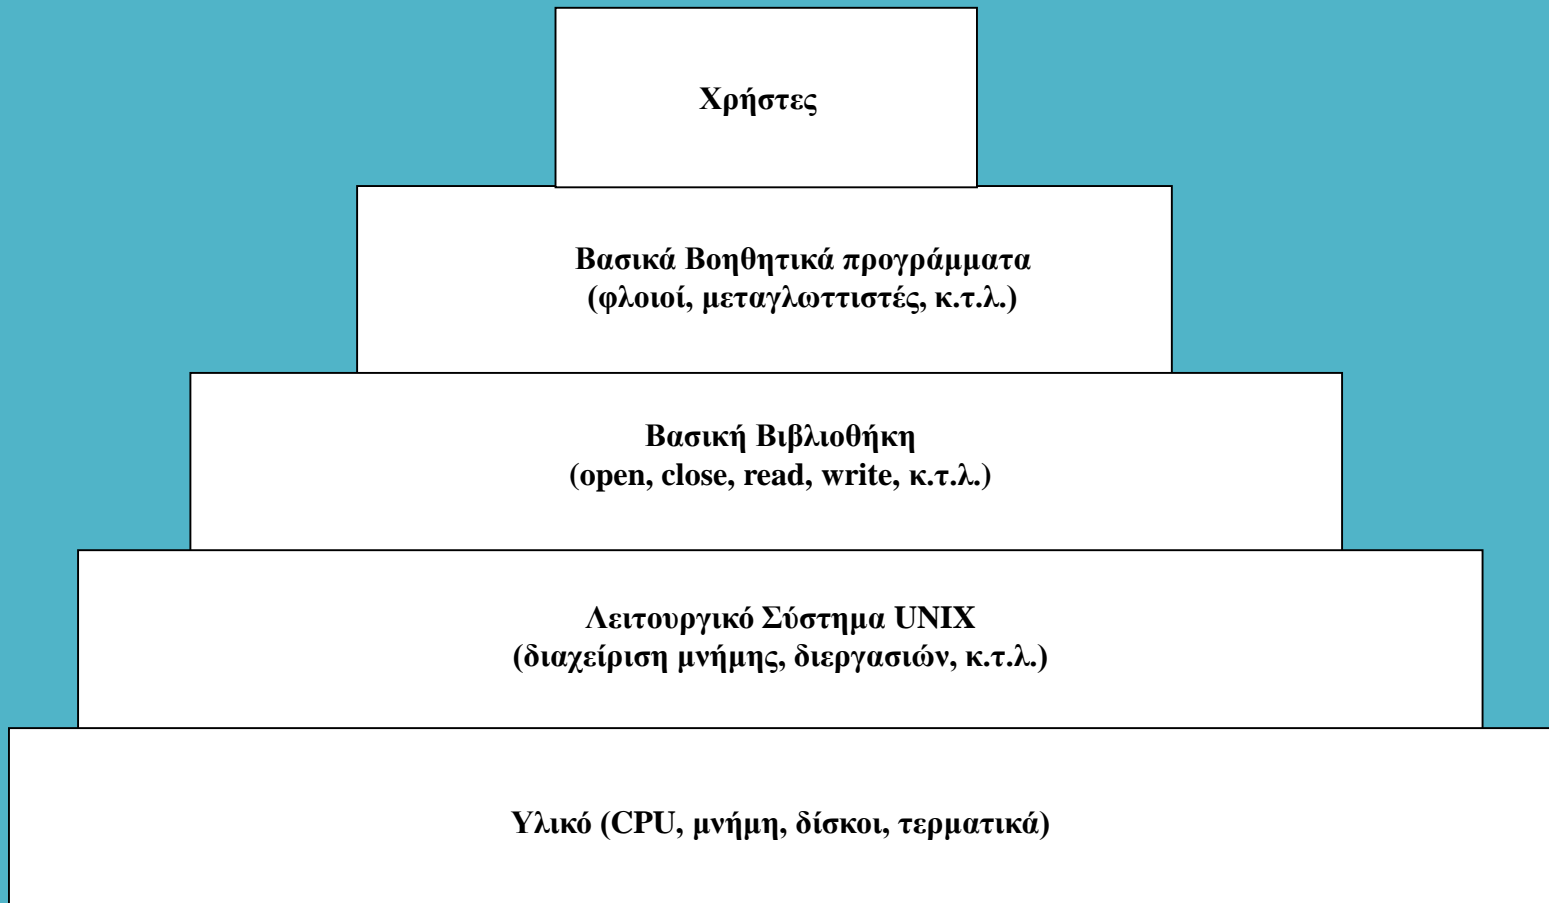 Χρήστες
Βασικά Βοηθητικά προγράμματα
(φλοιοί, μεταγλωττιστές, κ.τ.λ.)
Βασική Βιβλιοθήκη
(open, close, read, write, κ.τ.λ.)
Λειτουργικό Σύστημα UNIX
(διαχείριση μνήμης, διεργασιών, κ.τ.λ.)
Υλικό (CPU, μνήμη, δίσκοι, τερματικά)